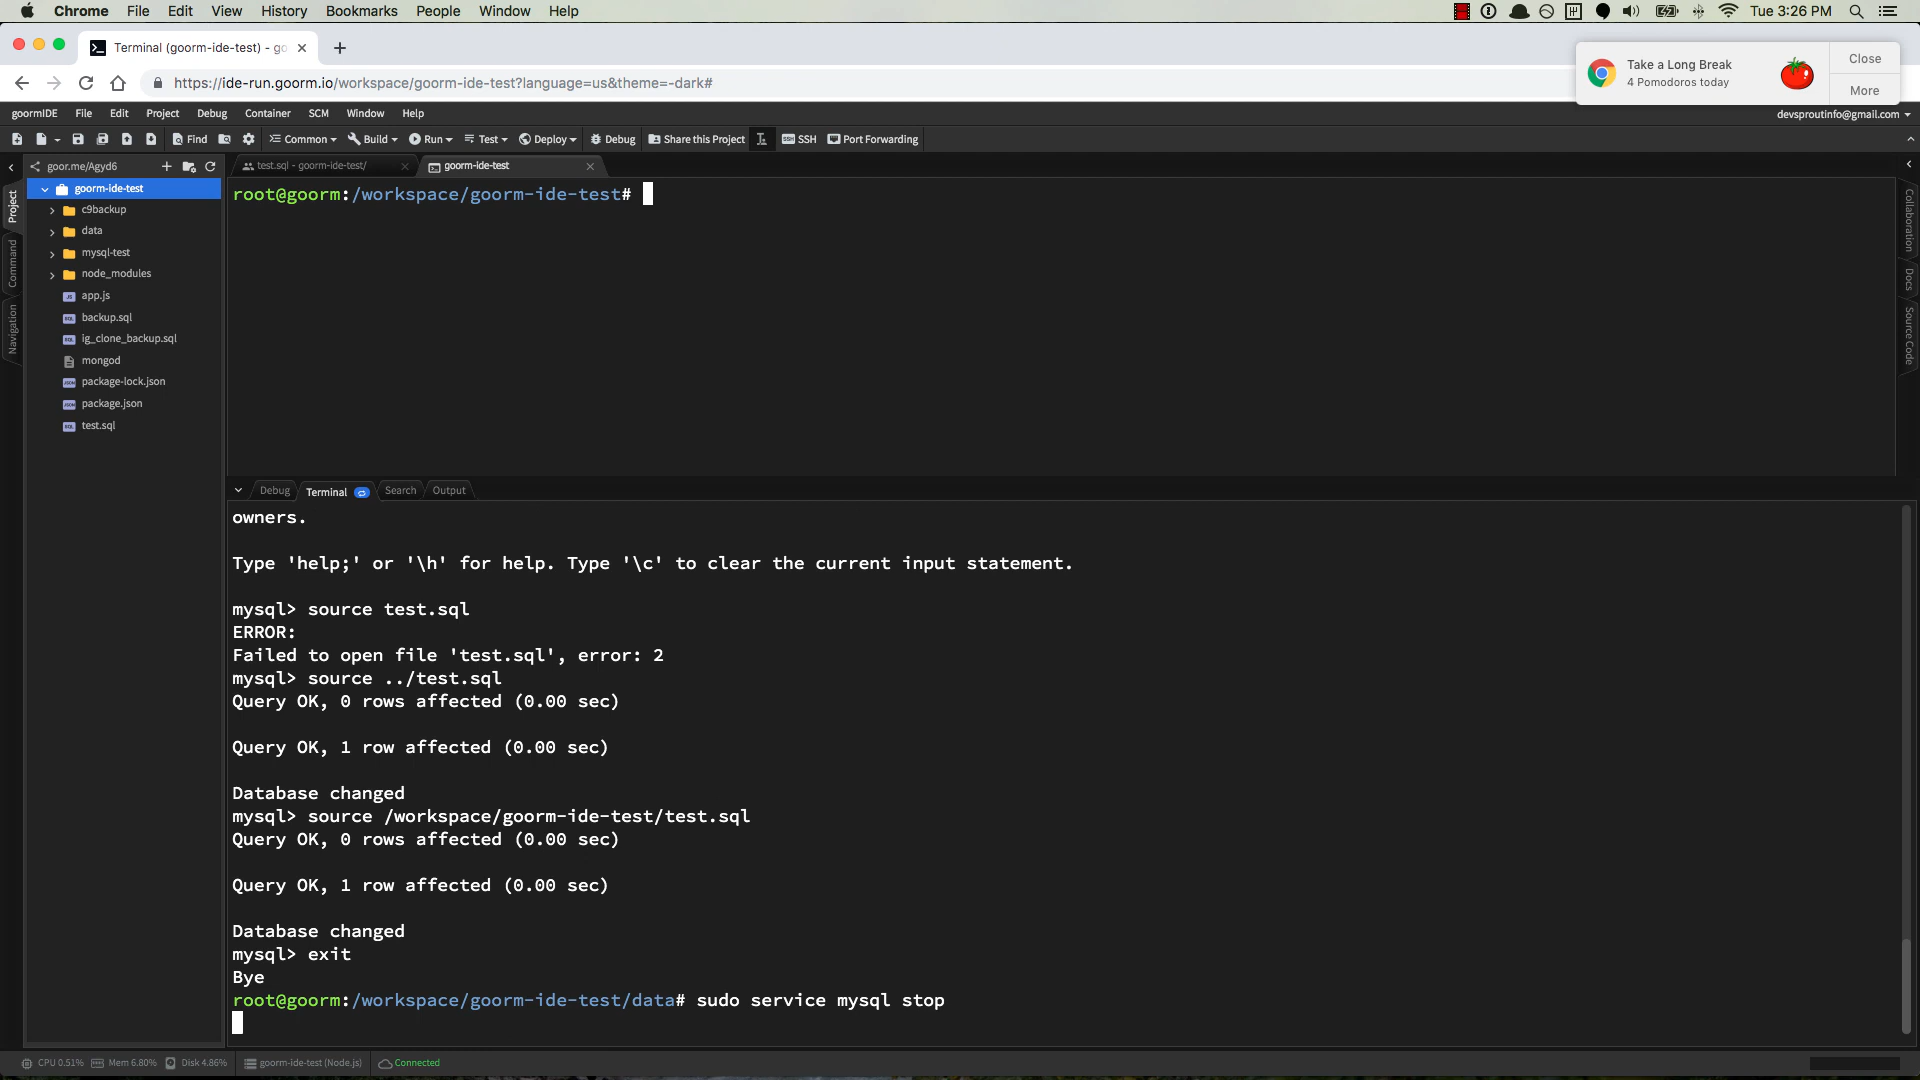 Chrome File Edit View History Bookmarks People Window Help Tue 3:26 PM
Terminal (goorm-ide-test) - go
https://ide-run.goorm.io/workspace/goorm-ide-test?language=us&theme=-dark#
Take a Long Break
4 Pomodoros today
Close
More
goormIDE File Edit Project Debug Container SCM Window Help
devsproutinfo@gmail.com
Find Common Build Run Test Deploy Debug Share this Project SSH SSH Port Forwarding
goor.me/Agyd6
test.sql - goorm-ide-test/
goorm-ide-test
Project
Command
Navigation
goorm-ide-test
c9backup
data
mysql-test
node_modules
JS app.js
SQL backup.sql
SQL ig_clone_backup.sql
mongod
JSON package-lock.json
JSON package.json
SQL test.sql
root@goorm:/workspace/goorm-ide-test#
Collaboration
Docs
Source Code
Debug Terminal Search Output
owners.
Type 'help;' or '\h' for help. Type '\c' to clear the current input statement.
mysql> source test.sql
ERROR:
Failed to open file 'test.sql', error: 2
mysql> source ../test.sql
Query OK, 0 rows affected (0.00 sec)
Query OK, 1 row affected (0.00 sec)
Database changed
mysql> source /workspace/goorm-ide-test/test.sql
Query OK, 0 rows affected (0.00 sec)
Query OK, 1 row affected (0.00 sec)
Database changed
mysql> exit
Bye
root@goorm:/workspace/goorm-ide-test/data# sudo service mysql stop
CPU 0.51% Mem 6.80% Disk 4.86% goorm-ide-test (Node.js) Connected